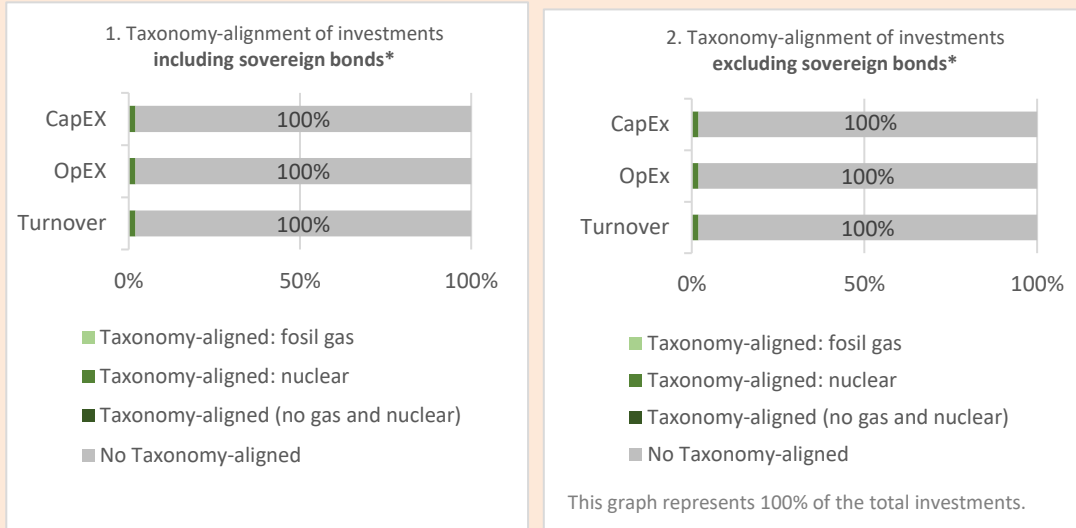 1. Taxonomy-alignment of investments
including sovereign bonds*
CapEX
100%
OpEX
100%
Turnover
100%
0%
50%
100%
Taxonomy-aligned: fosil gas
Taxonomy-aligned: nuclear
Taxonomy-aligned (no gas and nuclear)
No Taxonomy-aligned
2. Taxonomy-alignment of investments
excluding sovereign bonds*
CapEx
100%
OpEx
100%
Turnover
100%
0%
50%
100%
Taxonomy-aligned: fosil gas
Taxonomy-aligned: nuclear
Taxonomy-aligned (no gas and nuclear)
No Taxonomy-aligned
This graph represents 100% of the total investments.